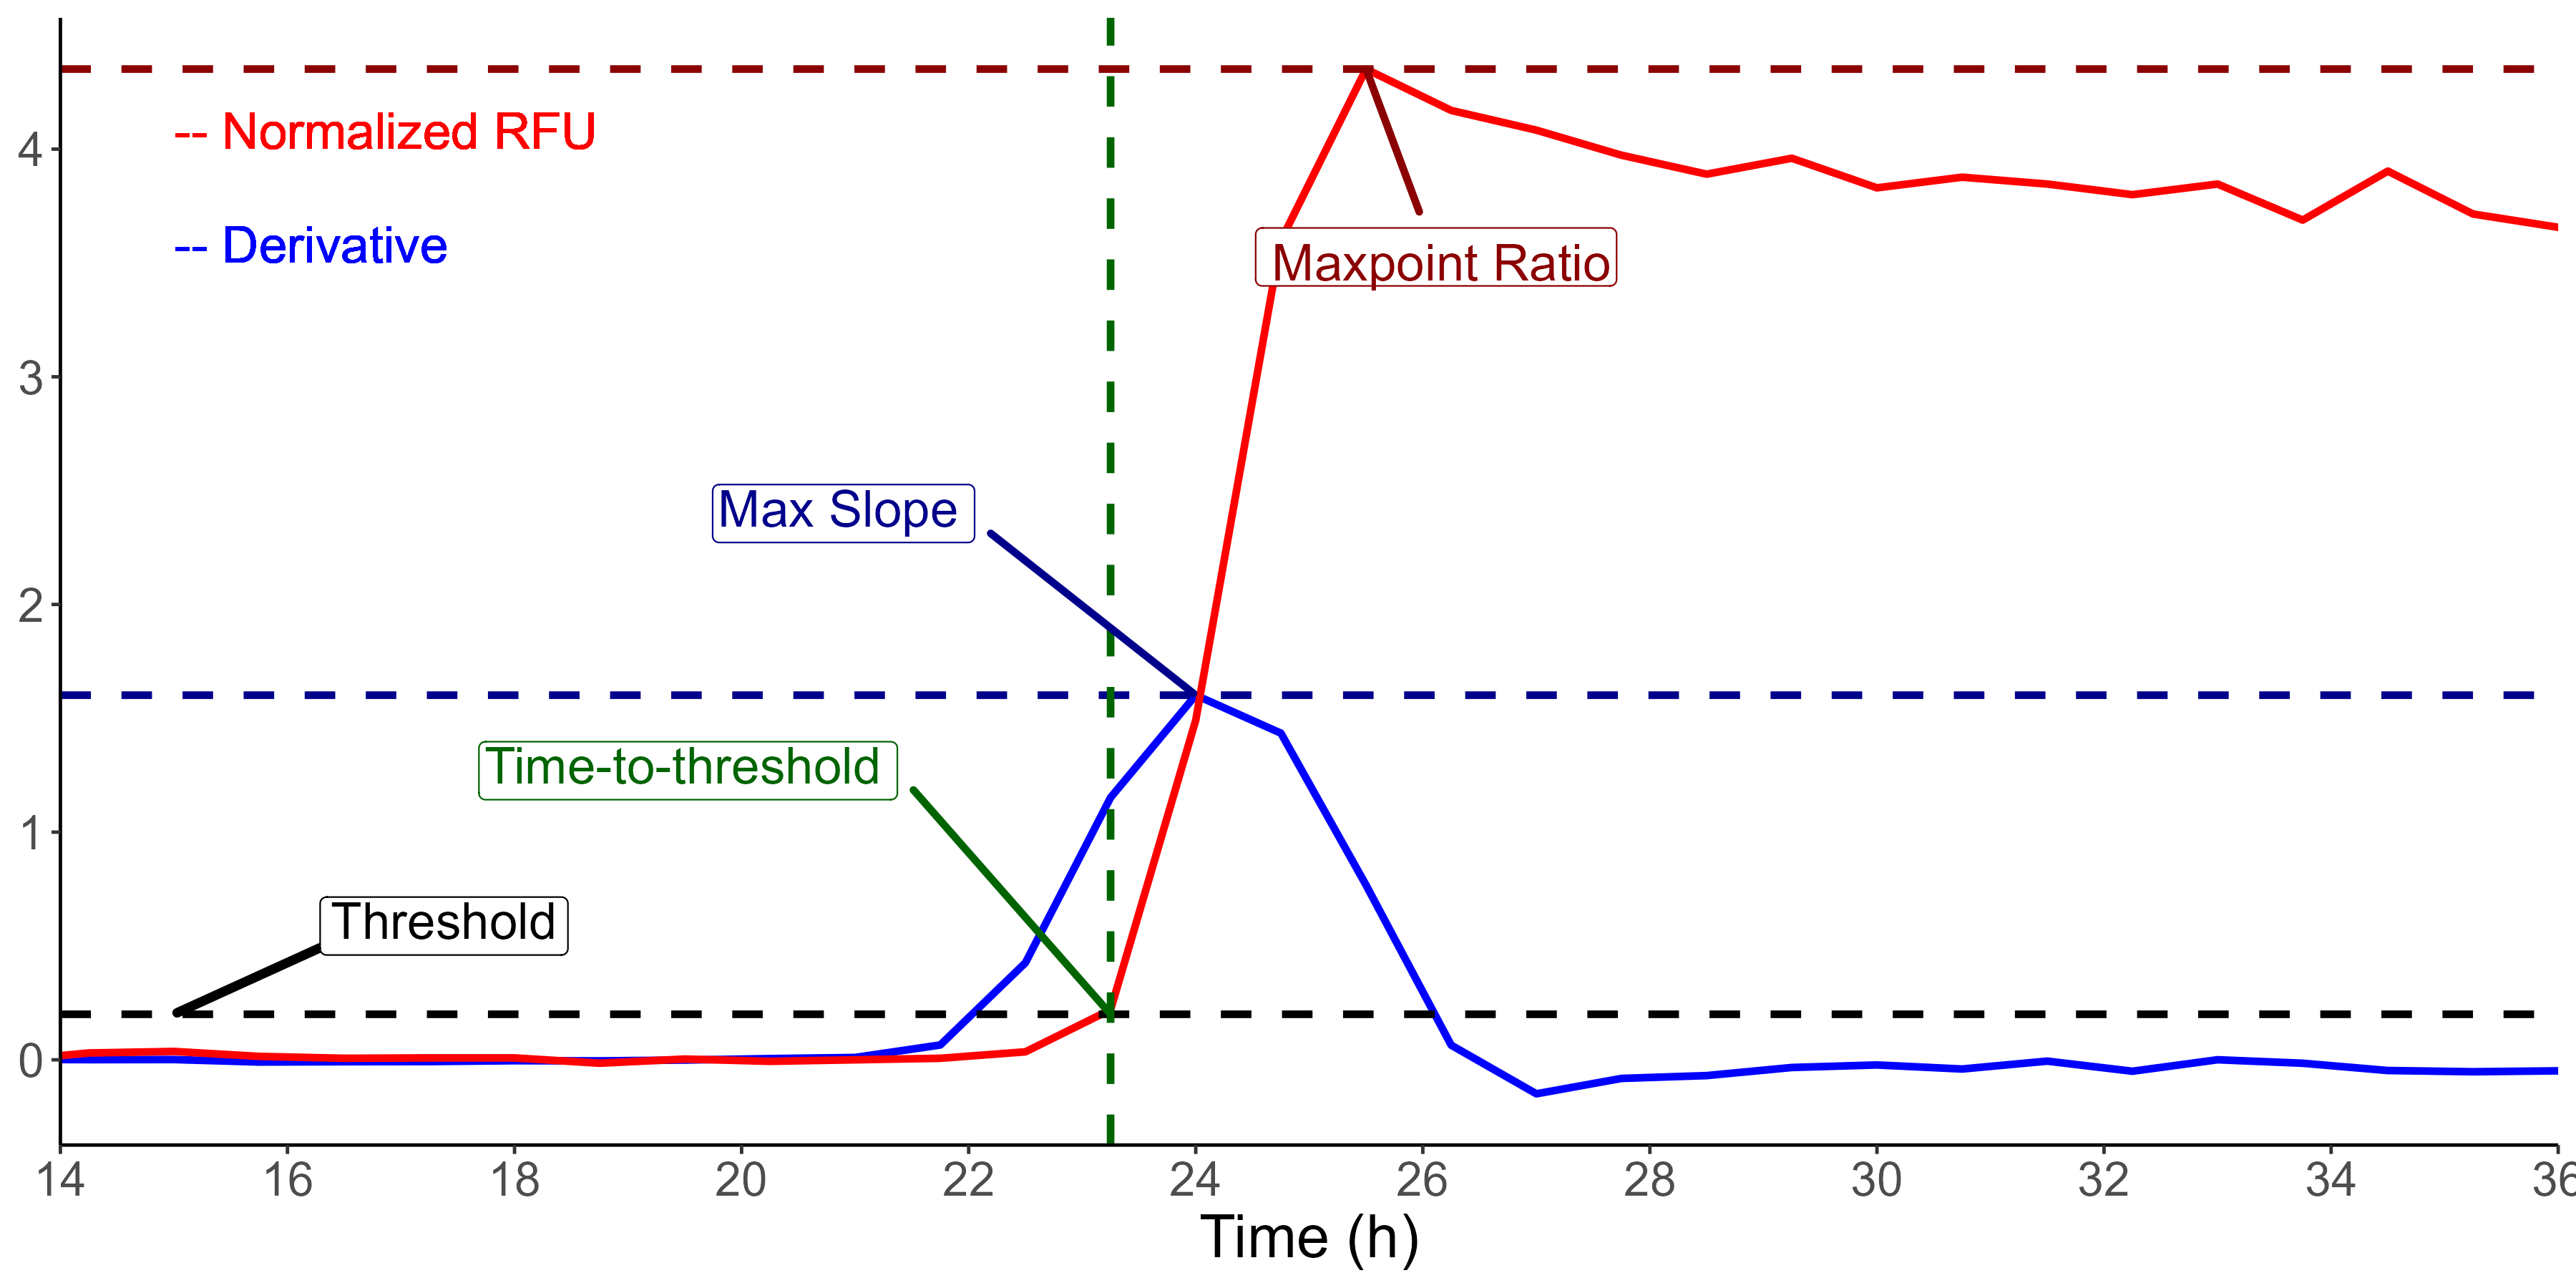 -- Normalized RFU
-- Derivative
Maxpoint Ratio
Max Slope
Time-to-threshold
Threshold
4
3
2
1
0
14 16 18 20 22 24 26 28 30 32 34 36
Time (h)